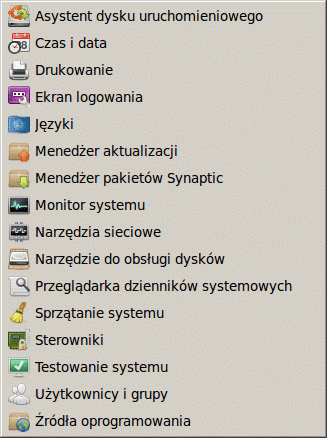 Asystent dysku uruchomieniowego
Czas i data
Drukowanie
Ekran logowania
Języki
Menedżer aktualizacji
Menedżer pakietów Synaptic
Monitor systemu
Narzędzia sieciowe
Narzędzie do obsługi dysków
Przeglądarka dzienników systemowych
Sprzątanie systemu
Sterowniki
Testowanie systemu
Użytkownicy i grupy
Źródła oprogramowania